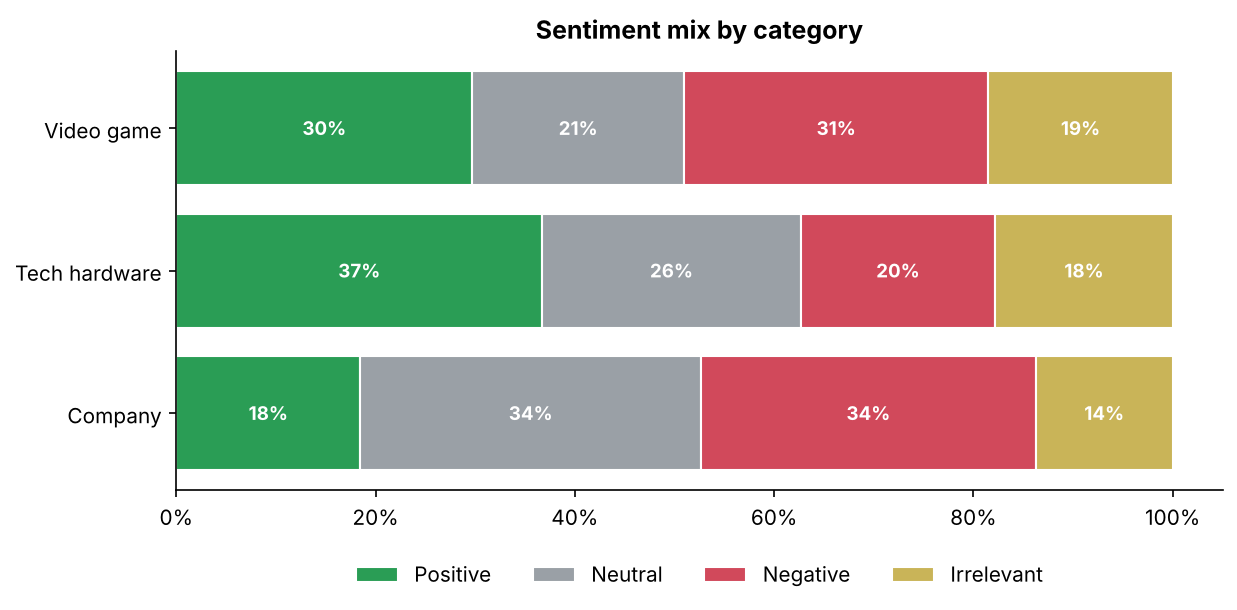 Sentiment mix by category
Video game
30% 21% 31% 19%
Tech hardware
37% 26% 20% 18%
Company
18% 34% 34% 14%
0% 20% 40% 60% 80% 100%
Positive Neutral Negative Irrelevant